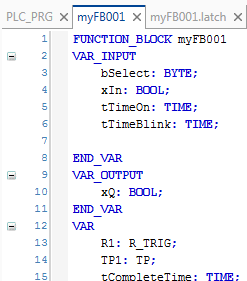 PLC_PRG myFB001 myFB001.latch
1 FUNCTION_BLOCK myFB001
2 VAR_INPUT
3 bSelect: BYTE;
4 xIn: BOOL;
5 tTimeOn: TIME;
6 tTimeBlink: TIME;
7
8 END_VAR
9 VAR_OUTPUT
10 xQ: BOOL;
11 END_VAR
12 VAR
13 R1: R_TRIG;
14 TP1: TP;
15 tCompleteTime: TIME;